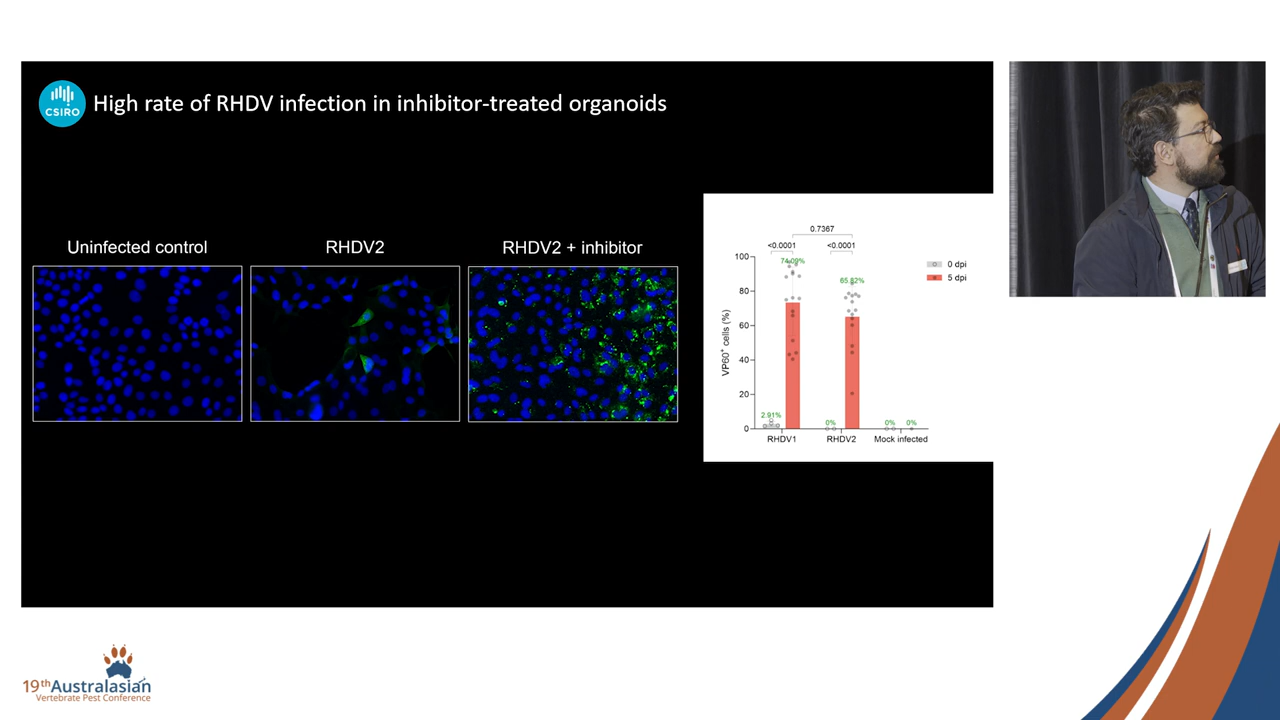 CSIRO
High rate of RHDV infection in inhibitor-treated organoids
Uninfected control
RHDV2
RHDV2 + inhibitor
0.7367
<0.0001
<0.0001
74.09%
65.82%
2.91%
0%
0%
0%
100
80
60
40
20
0
VP60+ cells (%)
RHDV1
RHDV2
Mock infected
0 dpi
5 dpi
19th Australasian
Vertebrate Pest Conference